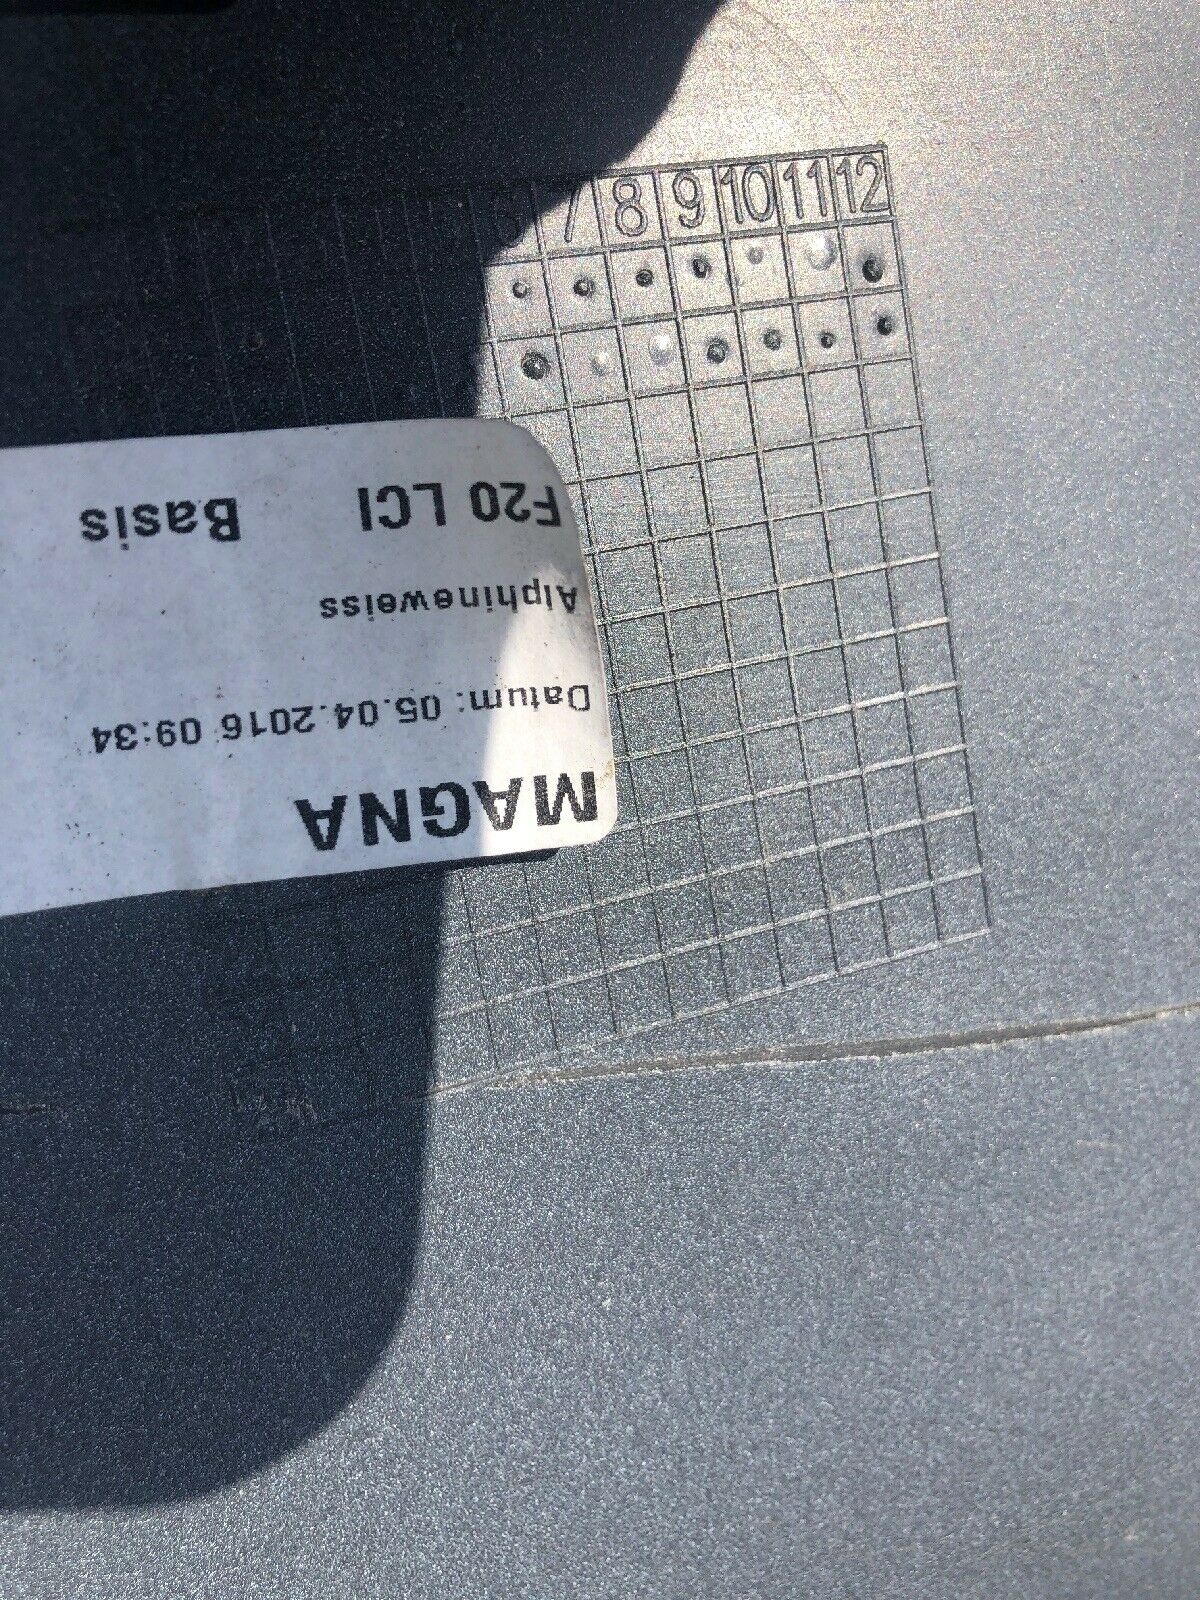 6 7 8 9 10 11 12
MAGNA
Datum: 05.04.2016 09:34
Alphineweiss
F20 LCI Basis